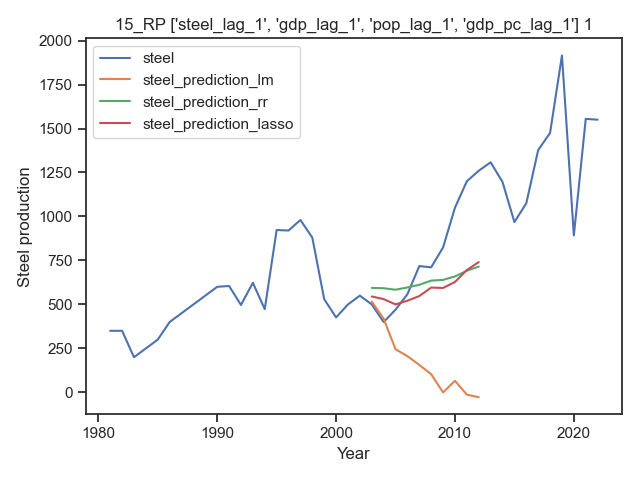 15_RP ['steel_lag_1', 'gdp_lag_1', 'pop_lag_1', 'gdp_pc_lag_1'] 1
steel
steel_prediction_lm
steel_prediction_rr
steel_prediction_lasso
Steel production
2000
1750
1500
1250
1000
750
500
250
0
1980
1990
2000
2010
2020
Year